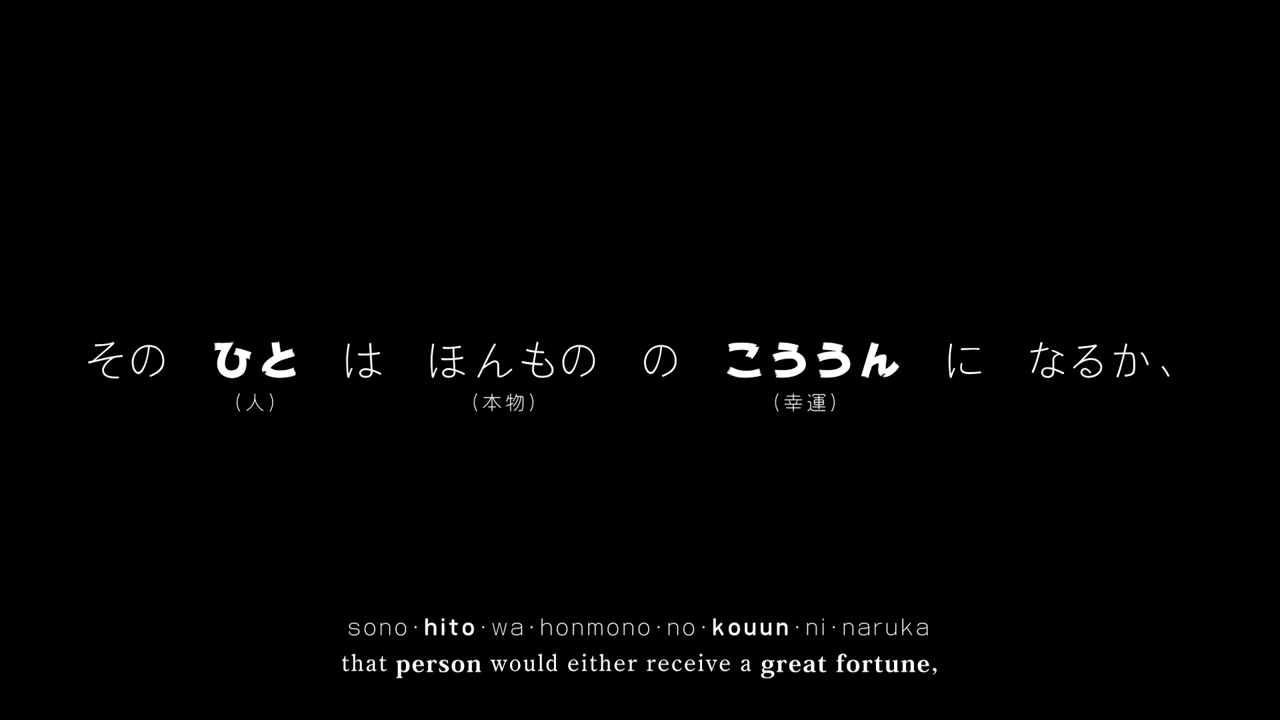 その ひと は ほんもの の こううん に なるか、
(人) (本物) (幸運)
sono·hito·wa·honmono·no·kouun·ni·naruka
that person would either receive a great fortune,